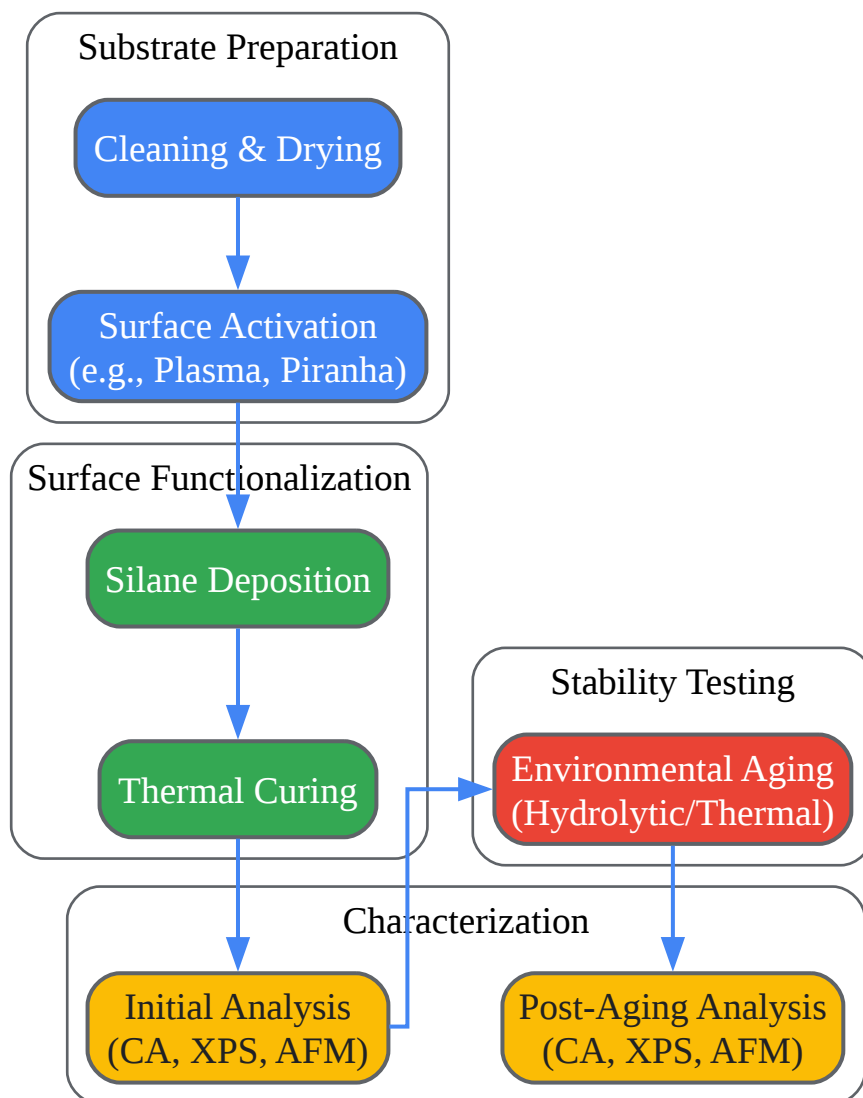 Substrate Preparation
Cleaning & Drying
Surface Activation
(e.g., Plasma, Piranha)
Surface Functionalization
Silane Deposition
Thermal Curing
Stability Testing
Environmental Aging
(Hydrolytic/Thermal)
Characterization
Initial Analysis
(CA, XPS, AFM)
Post-Aging Analysis
(CA, XPS, AFM)